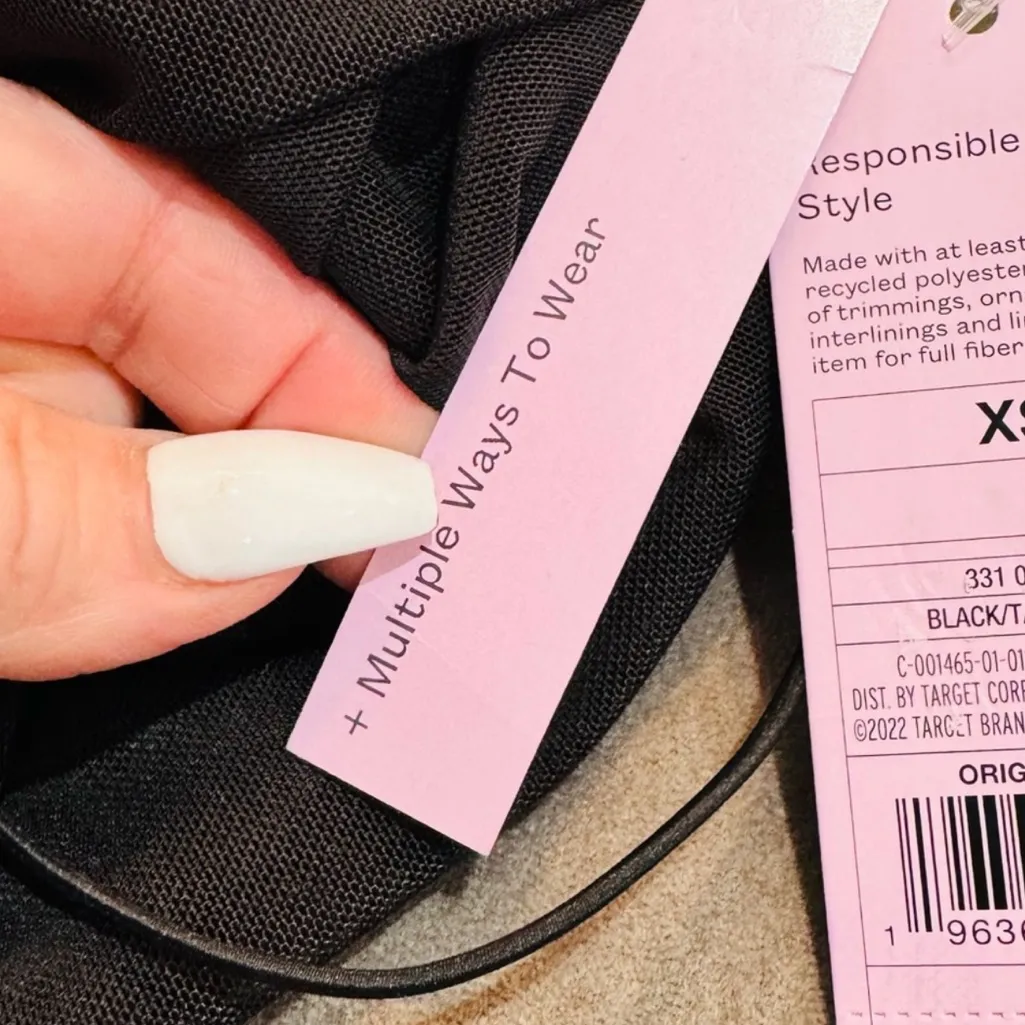 + Multiple Ways To Wear
Responsible
Style
Made with at least
recycled polyester
of trimmings, orn
interlinings and li
item for full fiber
XS
331 0
BLACK/TA
C-001465-01-01
DIST. BY TARGET CORP
©2022 TARGET BRAN
ORIG
1 9636